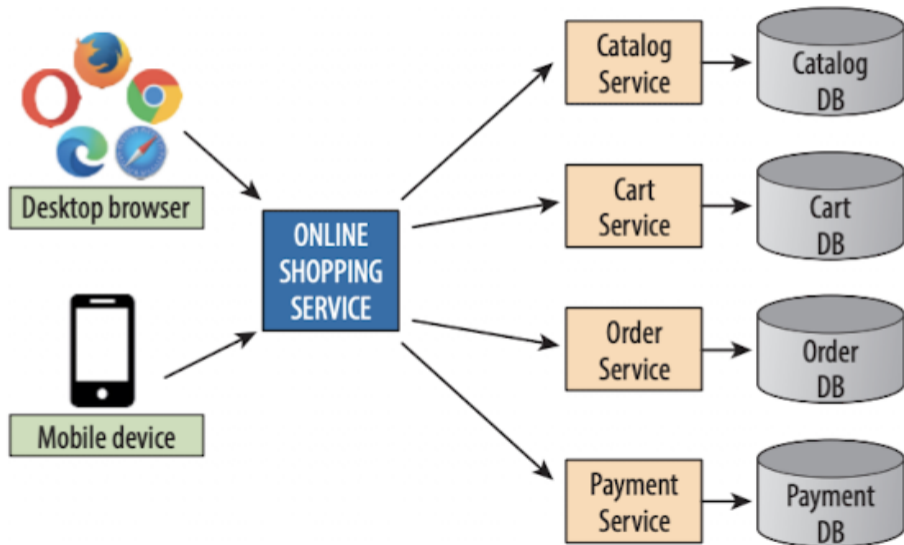 Desktop browser
Mobile device
ONLINE
SHOPPING
SERVICE
Catalog
Service
Catalog
DB
Cart
Service
Cart
DB
Order
Service
Order
DB
Payment
Service
Payment
DB